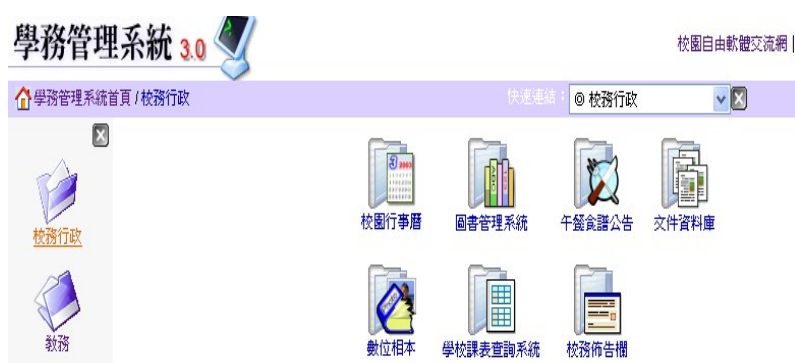 學務管理系統 3.0
校園自由軟體交流網
學務管理系統首頁 / 校務行政
快速連結：
◎ 校務行政
校務行政
教務
校園行事曆
圖書管理系統
午餐食譜公告
文件資料庫
數位相本
學校課表查詢系統
校務佈告欄